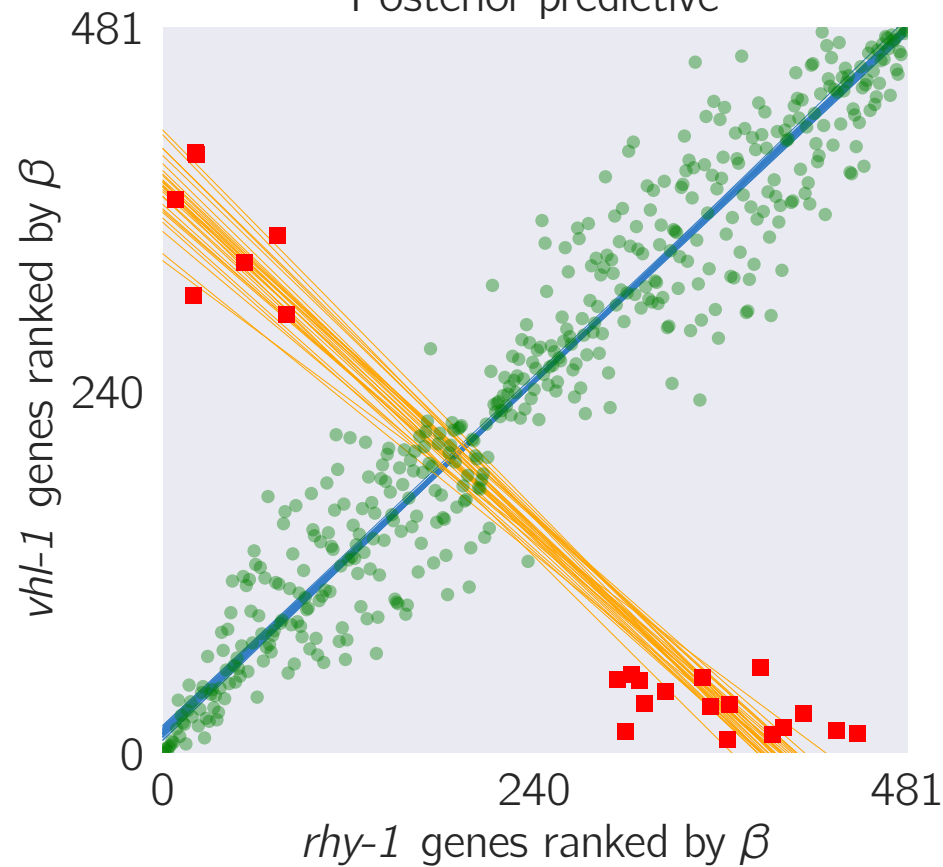 Posterior predictive
481
240
0
0 240 481
vhl-1 genes ranked by β
rhy-1 genes ranked by β